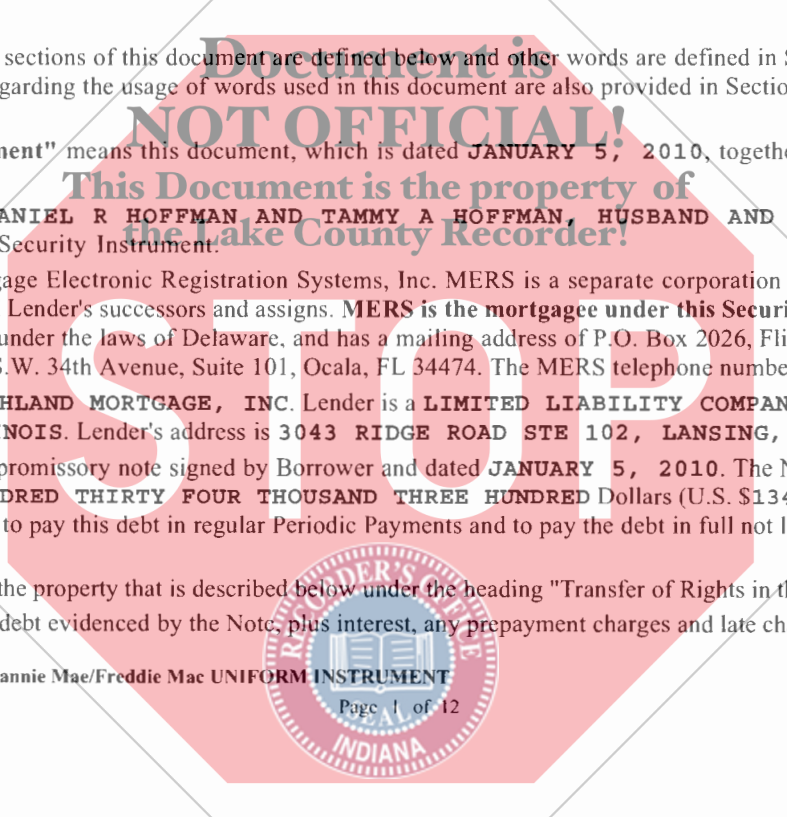 Document is
sections of this document are defined below and other words are defined in
garding the usage of words used in this document are also provided in Sectio
NOT OFFICIAL!
nent" means this document, which is dated JANUARY 5, 2010, togethe
This Document is the property of
ANIEL R HOFFMAN AND TAMMY A HOFFMAN, HUSBAND AND
the Lake County Recorder!
Security Instrument.
gage Electronic Registration Systems, Inc. MERS is a separate corporation
Lender's successors and assigns. MERS is the mortgagee under this Securi
under the laws of Delaware, and has a mailing address of P.O. Box 2026, Fli
S.W. 34th Avenue, Suite 101, Ocala, FL 34474. The MERS telephone numbe
STOP
HLAND MORTGAGE, INC. Lender is a LIMITED LIABILITY COMPAN
INOIS. Lender's address is 3043 RIDGE ROAD STE 102, LANSING,
promissory note signed by Borrower and dated JANUARY 5, 2010. The N
DRED THIRTY FOUR THOUSAND THREE HUNDRED Dollars (U.S. $134
to pay this debt in regular Periodic Payments and to pay the debt in full not l
the property that is described below under the heading "Transfer of Rights in th
debt evidenced by the Note, plus interest, any prepayment charges and late ch
annie Mae/Freddie Mac UNIFORM INSTRUMENT
Page 1 of 12
RECORDER'S OFFICE
SEAL
INDIANA